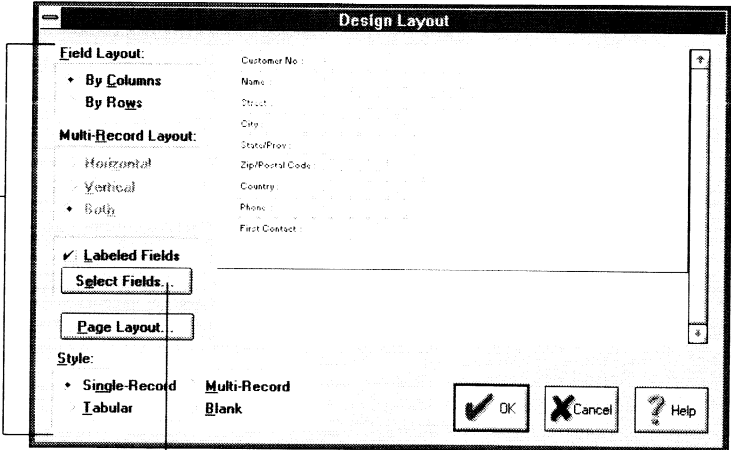 Design Layout
Field Layout:
By Columns
By Rows
Multi-Record Layout:
Horizontal
Vertical
Both
Labeled Fields
Select Fields...
Page Layout...
Style:
Single-Record
Multi-Record
Tabular
Blank
Customer No :
Name :
Street :
City :
State/Prov :
Zip/Postal Code :
Country :
Phone :
First Contact :
OK
Cancel
Help